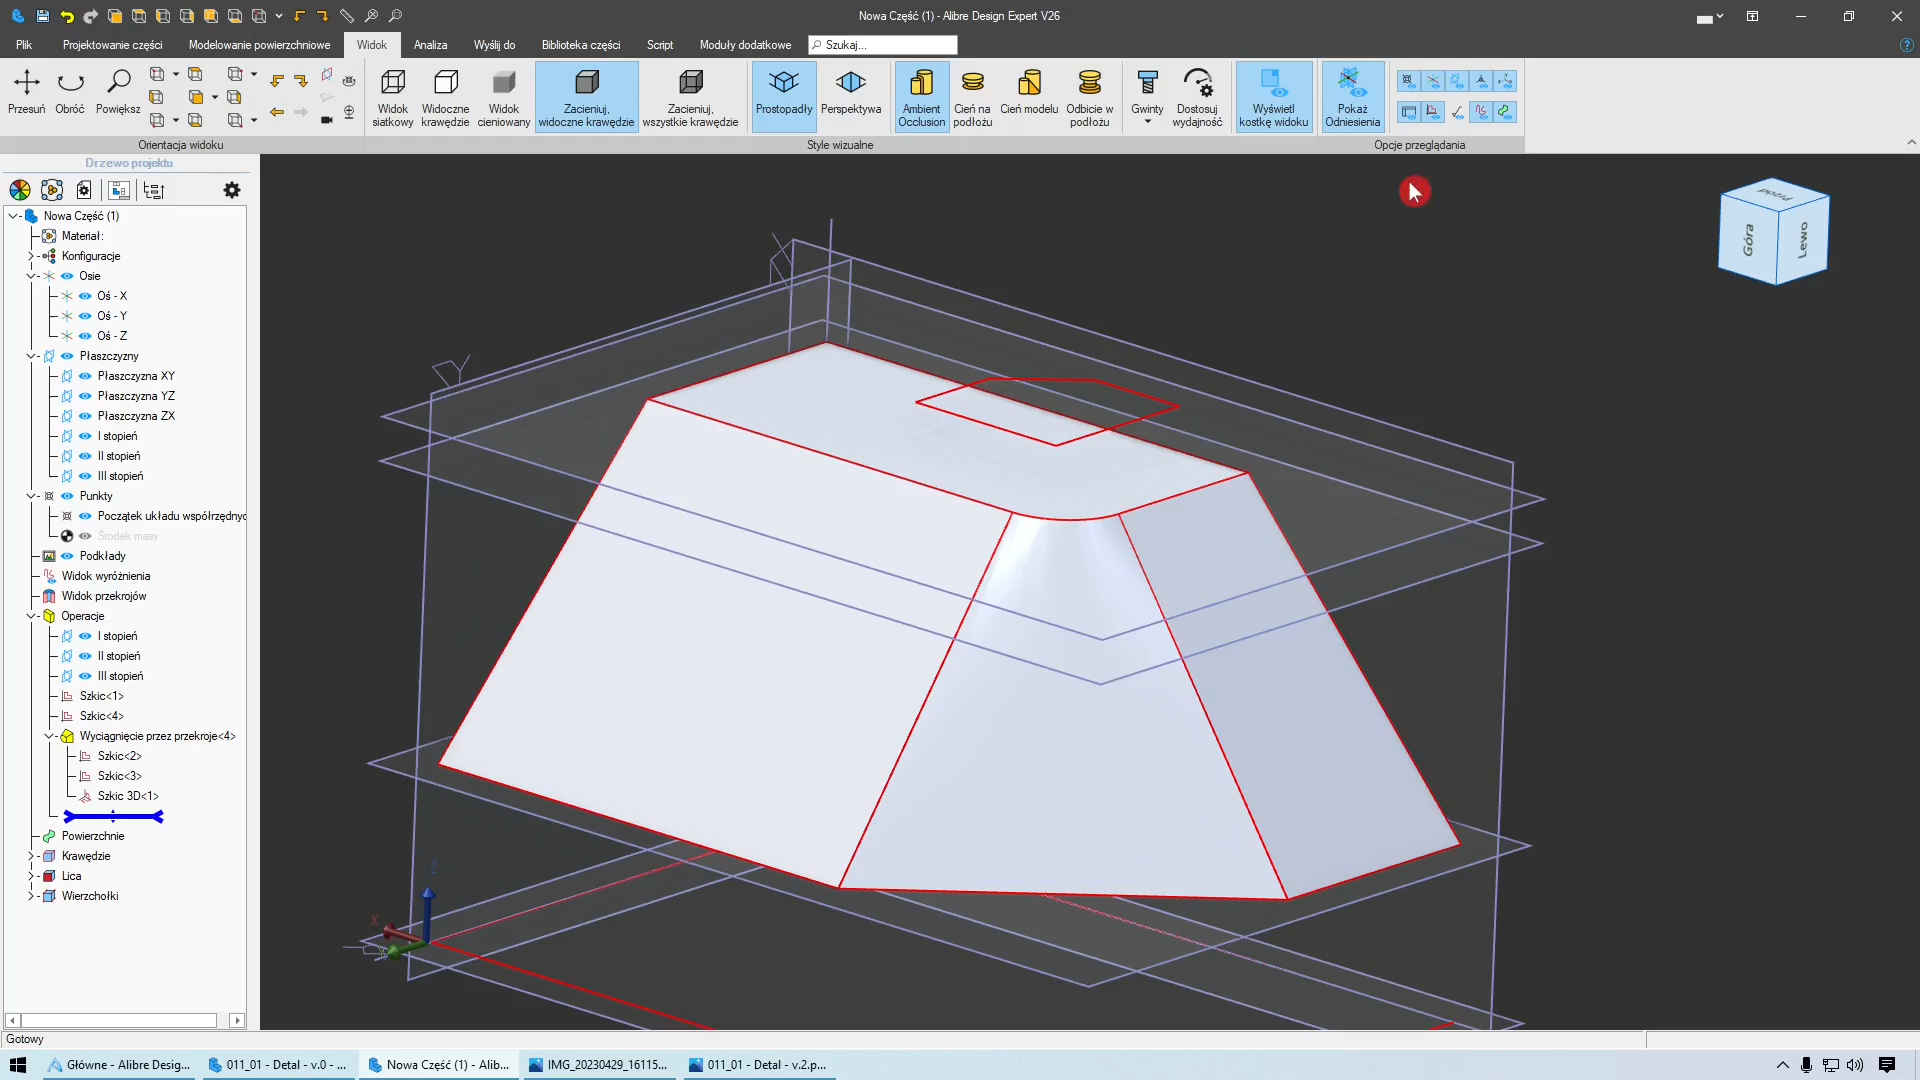 Nowa Część (1) - Alibre Design Expert V26
Plik
Projektowanie części
Modelowanie powierzchniowe
Widok
Analiza
Wyślij do
Biblioteka części
Script
Moduły dodatkowe
Szukaj...
Przesuń
Obróć
Powiększ
Widok siatkowy
Widoczne krawędzie
Widok cieniowany
Zacieniuj, widoczne krawędzie
Zacieniuj, wszystkie krawędzie
Prostopadły
Perspektywa
Ambient Occlusion
Cień na podłożu
Cień modelu
Odbicie w podłożu
Gwinty
Dostosuj wydajność
Wyświetl kostkę widoku
Pokaż Odniesienia
Orientacja widoku
Style wizualne
Opcje przeglądania
Drzewo projektu
Nowa Część (1)
Materiał:
Konfiguracje
Osie
Oś - X
Oś - Y
Oś - Z
Płaszczyzny
Płaszczyzna XY
Płaszczyzna YZ
Płaszczyzna ZX
I stopień
II stopień
III stopień
Punkty
Początek układu współrzędnyc
Środek masy
Podkłady
Widok wyróżnienia
Widok przekrojów
Operacje
I stopień
II stopień
III stopień
Szkic<1>
Szkic<4>
Wyciągnięcie przez przekroje<4>
Szkic<2>
Szkic<3>
Szkic 3D<1>
Powierzchnie
Krawędzie
Lica
Wierzchołki
Przód
Góra
Lewo
X
Y
Z
X
Gotowy
Główne - Alibre Desig...
011_01 - Detal - v.0 - ...
Nowa Część (1) - Alib...
IMG_20230429_16115...
011_01 - Detal - v.2.p...